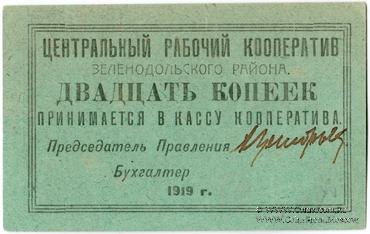 ЦЕНТРАЛЬНЫЙ РАБОЧИЙ КООПЕРАТИВ
ЗЕЛЕНОДОЛЬСКОГО РАЙОНА.
ДВАДЦАТЬ КОПЕЕК
ПРИНИМАЕТСЯ В КАССУ КООПЕРАТИВА.
Председатель Правления
Бухгалтер
1919 г.